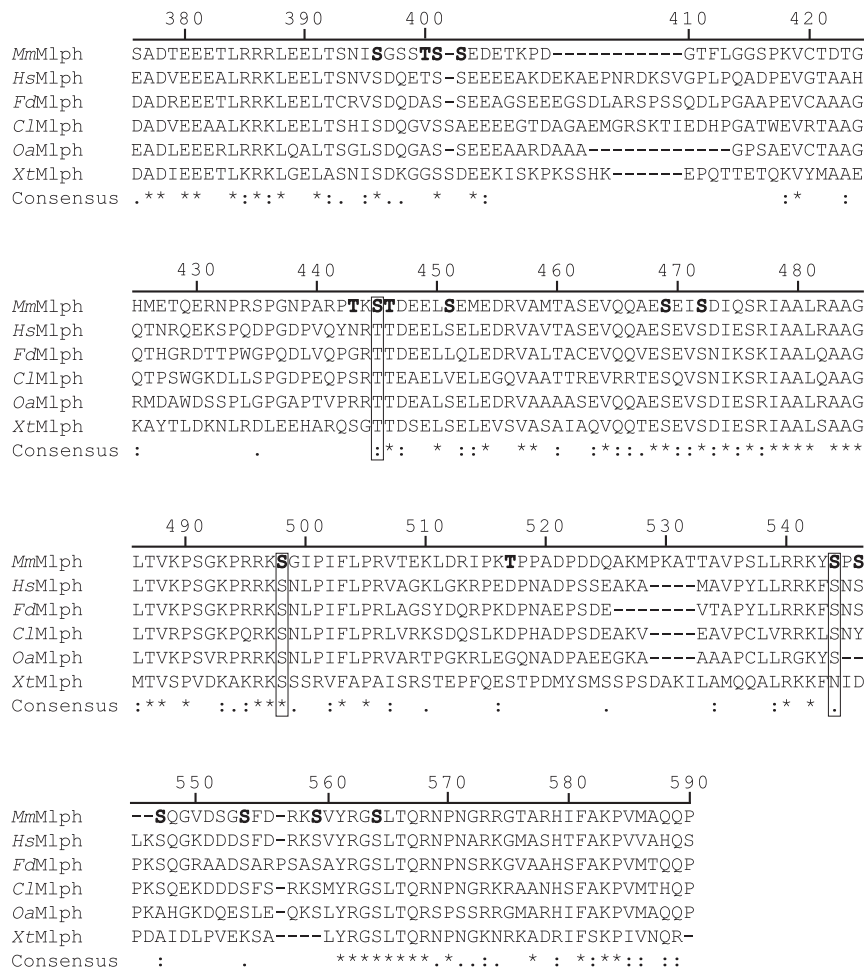 380 390 400 410 420
MmMlph SADTEEETLRRRLEELTSNISGSSTSS–SEDETKPD–––––––––––GTFLGGSPKVCTDTG
HsMlph EADVEEEALRRKLEELTSNVSDQETS–SEEEEAKDEKAEPNRDKSVGPLPQADPEVGTAAH
FdMlph DADREEETLRRKLEELTCRVSDQDAS–SEEAGSEEEGSDLARSPSSQDLPGAAPEVCAAAG
ClMlph DADVEEAALKRKLEELTSHISDQGVSSAEEEEGTDAGAEMGRSKTIEDHPGATWEVRTAAG
OaMlph EADLEEERLRRKLQALTSGLSDQGAS–SEEEAARDAAA––––––––––––GPSAEVCTAAG
XtMlph DADIEEETLKRKLGELASNISDKGGSSDEEKISKPKSSHK––––––EPQTTETQKVYMAAE
Consensus .** ** *:*:* *:. *:. * *: :* *
430 440 450 460 470 480
MmMlph HMETQERNPRSPGNPARPTKSTDEELSEMEDRVAMTASEVQQAESEISDIQSRIAALRAAG
HsMlph QTNRQEKSPQDPGDPVQYNRTTDEELSELEDRVAVTASEVQQAESEVSDIESRIAALRAAG
FdMlph QTHGRDTTPWGPQDLVQPGRTTDEELLQLEDRVALTACEVQQVESEVSNIKSKIAALQAAG
ClMlph QTPSWGKDLLSPGDPEQPSRTTEAELVELEGQVAATTREVRRTESQVSNIKSRIAALQAAG
OaMlph RMDAWDSSPLGPGAPTVPRRTTDEALSELEDRVAAAASEVQQAESEVSDIESRIAALRAAG
XtMlph KAYTLDKNLRDLEEHARQSGTTDSELSELEVSVASAIAQVQQTESEVSDIESRIAALSAAG
Consensus : . :*: * ::* ** : :*::.**::*:*:*:**** ***
490 500 510 520 530 540
MmMlph LTVKPSGKPRRKSGIPIFLPRVTEKLDRIPKTPPADPDDQAKMPKATTAVPSLLRRKYSPS
HsMlph LTVKPSGKPRRKSNLPIFLPRVAGKLGKRPEDPNADPSSEAKA––––MAVPYLLRRKFSNS
FdMlph LTVKPSGKPRRKSNLPIFLPRLAGSYDQRPKDPNAEPSDE–––––––VTAPYLLRRKFSNS
ClMlph LTVRPSGKPQRKSNLPIFLPRLVRKSDQSLKDPHADPSDEAKV––––EAVPCLVRRKLSNY
OaMlph LTVKPSVRPRRKSNLPIFLPRVARTPGKRLEGQNADPAEEGKA––––AAAPCLLRGKYS––
XtMlph MTVSPVDKAKRKSSSRVFAPAISRSTEPFQESTPDMYSMSSPSDAKILAMQQALRKKFNID
Consensus :** * :.:***. :* * : . : . : :* * .
550 560 570 580 590
MmMlph ––SQGVDSGSFD–RKSVYRGSLTQRNPNGRRGTARHIFAKPVMAQQP
HsMlph LKSQGKDDDSFDRKSVYRGSLTQRNPNARKGMASHTFAKPVVAHQS
FdMlph PKSQGRAADSARPSASAYRGSLTQRNPNSRKGVAAHSFAKPVMTQQP
ClMlph PKSQEKDDDSFS–RKSMYRGSLTQRNPNGRKRAANHSFAKPVMTHQP
OaMlph PKAHGKDQESLE–QKSLYRGSLTQRSPSSRRGMARHIFAKPVMAQQP
XtMlph PDAIDLPVEKSA––––LYRGSLTQRNPNGKNRKADRIFSKPIVNQR–
Consensus : . ********.*..:. * : *:**:: ::